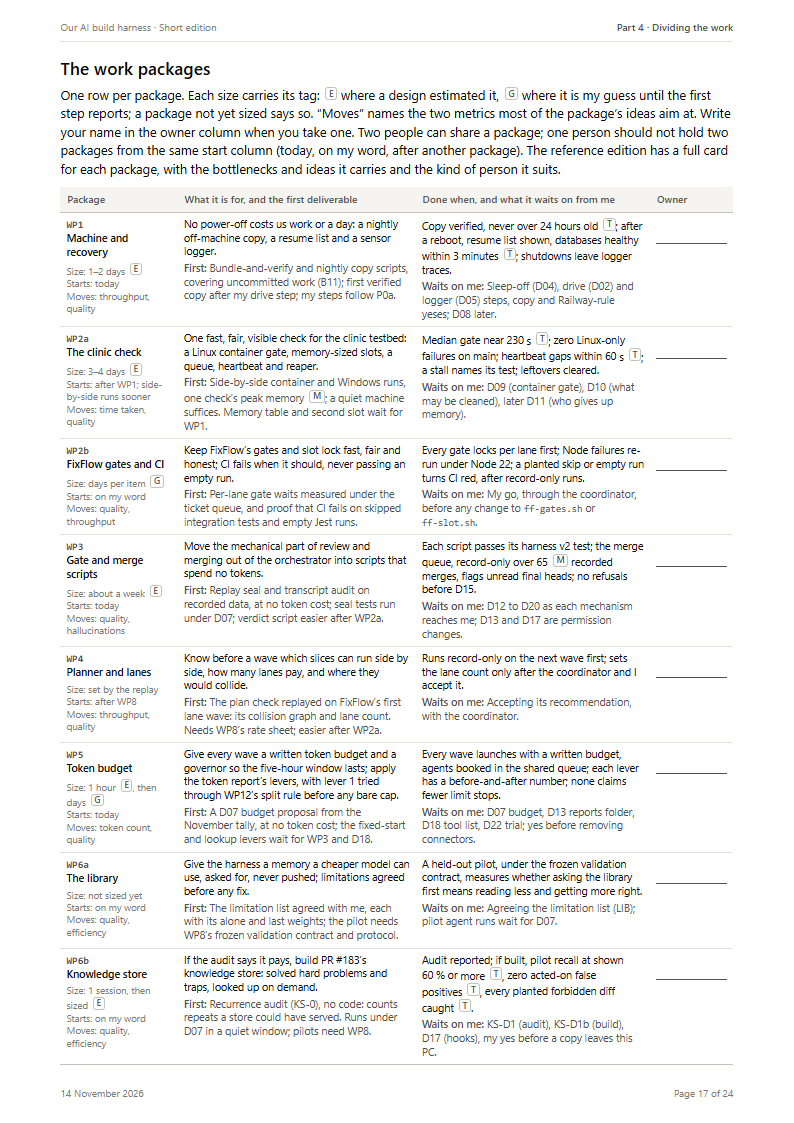 Our AI build harness · Short edition
Part 4 · Dividing the work
The work packages
One row per package. Each size carries its tag: E where a design estimated it, G where it is my guess until the first
step reports; a package not yet sized says so. “Moves” names the two metrics most of the package’s ideas aim at. Write
your name in the owner column when you take one. Two people can share a package; one person should not hold two
packages from the same start column (today, on my word, after another package). The reference edition has a full card
for each package, with the bottlenecks and ideas it carries and the kind of person it suits.
Package
What it is for, and the first deliverable
Done when, and what it waits on from me
Owner
WP1
Machine and
recovery
Size: 1–2 days E
Starts: today
Moves: throughput,
quality
No power-off costs us work or a day: a nightly
off-machine copy, a resume list and a sensor
logger.
First: Bundle-and-verify and nightly copy scripts,
covering uncommitted work (B11); first verified
copy after my drive step; my steps follow P0a.
Copy verified, never over 24 hours old T; after
a reboot, resume list shown, databases healthy
within 3 minutes T; shutdowns leave logger
traces.
Waits on me: Sleep-off (D04), drive (D02) and
logger (D05) steps, copy and Railway-rule
yeses; D08 later.
WP2a
The clinic check
Size: 3–4 days E
Starts: after WP1; side-
by-side runs sooner
Moves: time taken,
quality
One fast, fair, visible check for the clinic testbed:
a Linux container gate, memory-sized slots, a
queue, heartbeat and reaper.
First: Side-by-side container and Windows runs,
one check’s peak memory M; a quiet machine
suffices. Memory table and second slot wait for
WP1.
Median gate near 230 s T; zero Linux-only
failures on main; heartbeat gaps within 60 s T;
a stall names its test; leftovers cleared.
Waits on me: D09 (container gate), D10 (what
may be cleaned), later D11 (who gives up
memory).
WP2b
FixFlow gates and CI
Size: days per item G
Starts: on my word
Moves: quality,
throughput
Keep FixFlow’s gates and slot lock fast, fair and
honest; CI fails when it should, never passing an
empty run.
First: Per-lane gate waits measured under the
ticket queue, and proof that CI fails on skipped
integration tests and empty Jest runs.
Every gate locks per lane first; Node failures re-
run under Node 22; a planted skip or empty run
turns CI red, after record-only runs.
Waits on me: My go, through the coordinator,
before any change to ff-gates.sh or
ff-slot.sh.
WP3
Gate and merge
scripts
Size: about a week E
Starts: today
Moves: quality,
hallucinations
Move the mechanical part of review and
merging out of the orchestrator into scripts that
spend no tokens.
First: Replay seal and transcript audit on
recorded data, at no token cost; seal tests run
under D07; verdict script easier after WP2a.
Each script passes its harness v2 test; the merge
queue, record-only over 65 M recorded
merges, flags unread final heads; no refusals
before D15.
Waits on me: D12 to D20 as each mechanism
reaches me; D13 and D17 are permission
changes.
WP4
Planner and lanes
Size: set by the replay
Starts: after WP8
Moves: throughput,
quality
Know before a wave which slices can run side by
side, how many lanes pay, and where they
would collide.
First: The plan check replayed on FixFlow’s first
lane wave: its collision graph and lane count.
Needs WP8’s rate sheet; easier after WP2a.
Runs record-only on the next wave first; sets
the lane count only after the coordinator and I
accept it.
Waits on me: Accepting its recommendation,
with the coordinator.
WP5
Token budget
Size: 1 hour E, then
days G
Starts: today
Moves: token count,
quality
Give every wave a written token budget and a
governor so the five-hour window lasts; apply
the token report’s levers, with lever 1 tried
through WP12’s split rule before any bare cap.
First: A D07 budget proposal from the
November tally, at no token cost; the fixed-start
and lookup levers wait for WP3 and D18.
Every wave launches with a written budget,
agents booked in the shared queue; each lever
has a before-and-after number; none claims
fewer limit stops.
Waits on me: D07 budget, D13 reports folder,
D18 tool list, D22 trial; yes before removing
connectors.
WP6a
The library
Size: not sized yet
Starts: on my word
Moves: quality,
efficiency
Give the harness a memory a cheaper model can
use, asked for, never pushed; limitations agreed
before any fix.
First: The limitation list agreed with me, each
with its alone and last weights; the pilot needs
WP8’s frozen validation contract and protocol.
A held-out pilot, under the frozen validation
contract, measures whether asking the library
first means reading less and getting more right.
Waits on me: Agreeing the limitation list (LIB);
pilot agent runs wait for D07.
WP6b
Knowledge store
Size: 1 session, then
sized E
Starts: on my word
Moves: quality,
efficiency
If the audit says it pays, build PR #183’s
knowledge store: solved hard problems and
traps, looked up on demand.
First: Recurrence audit (KS-0), no code: counts
repeats a store could have served. Runs under
D07 in a quiet window; pilots need WP8.
Audit reported; if built, pilot recall at shown
60 % or more T, zero acted-on false
positives T, every planted forbidden diff
caught T.
Waits on me: KS-D1 (audit), KS-D1b (build),
D17 (hooks), my yes before a copy leaves this
PC.
14 November 2026
Page 17 of 24